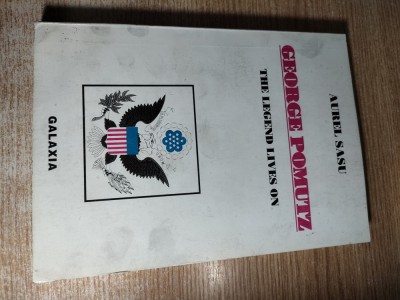 AUREL SASU
GEORGE POMUTZ
THE LEGEND LIVES ON
GALAXIA